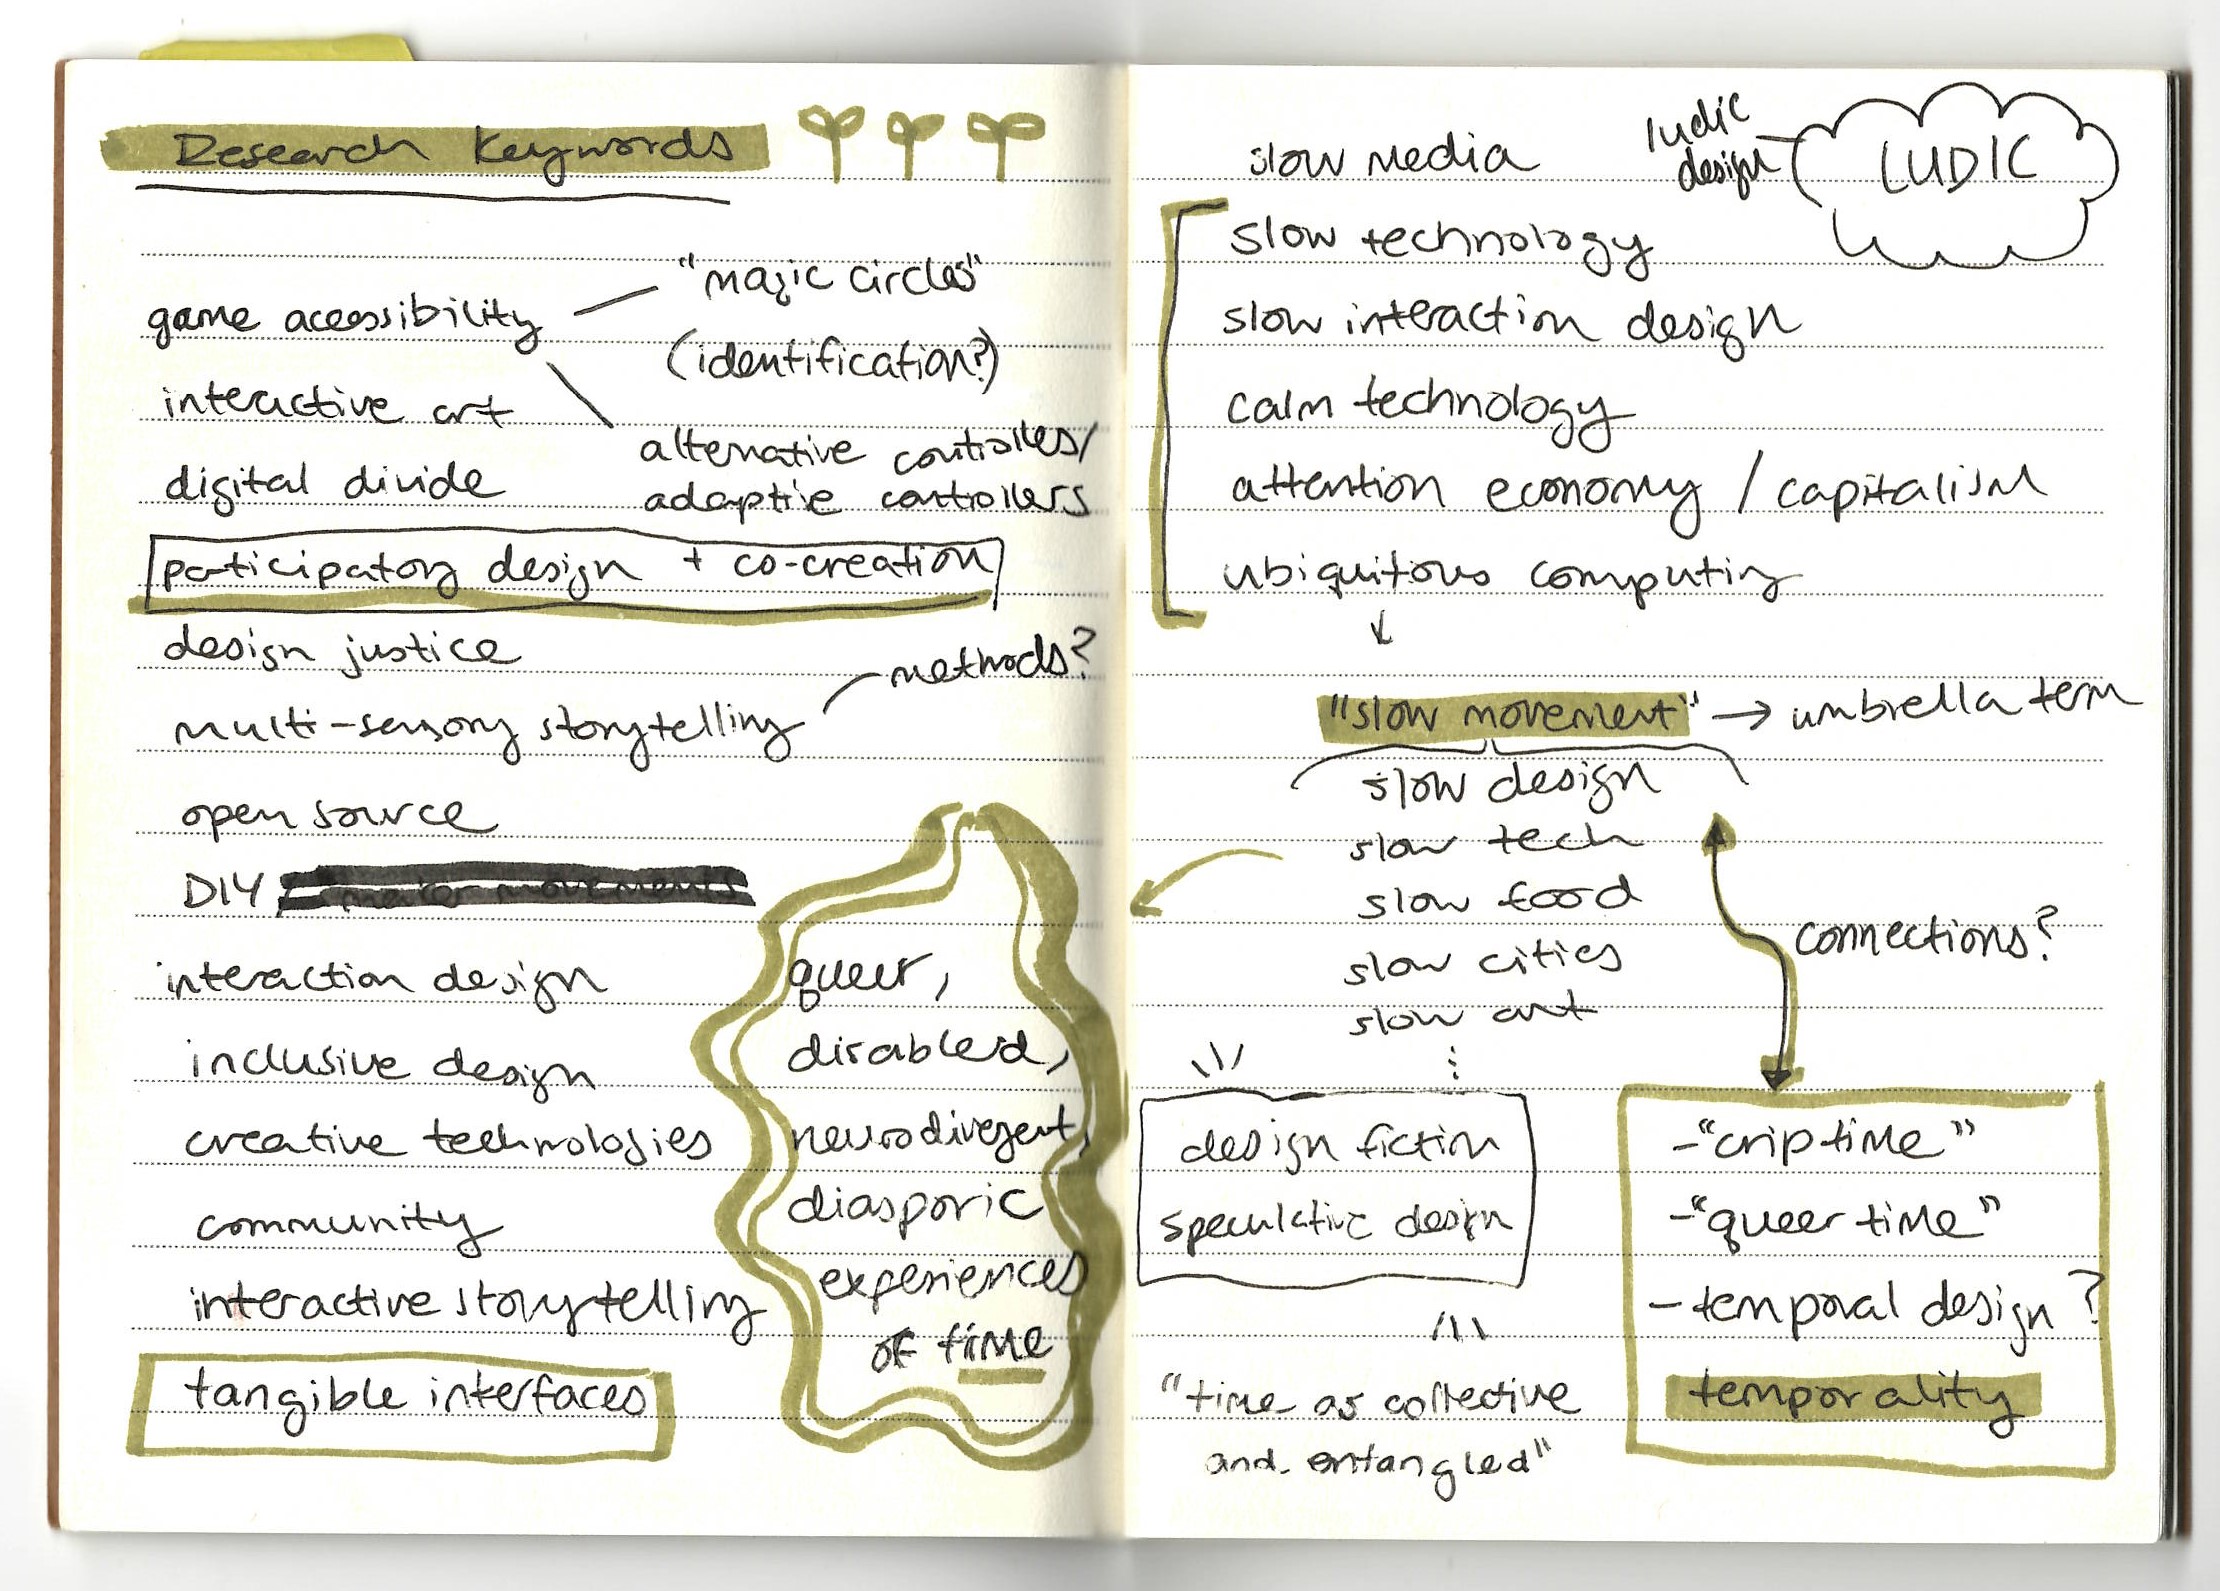 Research Keywords
game accessibility
"magic circles"
(identification?)
interactive art
alternative controlles/
adaptive controllers
digital divide
participatory design + co-creation
design justice
methods?
multi-sensory storytelling
open source
DIY
interaction design
inclusive design
creative technologies
community
interactive storytelling
tangible interfaces
queer,
disabled,
neurodivergent,
diasporic
experiences
of time
slow media
ludic
design
LUDIC
slow technology
slow interaction design
calm technology
attention economy / capitalism
ubiquitous computing
"slow movement" → umbrella term
slow design
slow tech
slow food
slow cities
slow art
connections?
design fiction
speculative design
"time as collective
and entangled"
- "crip time"
- "queer time"
- temporal design ?
temporality